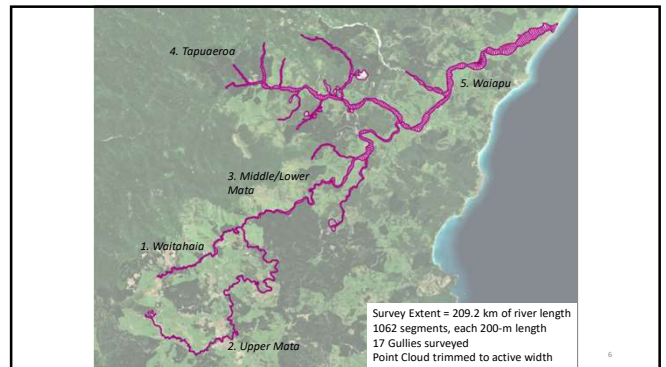 4. Tapuaeroa
5. Waiapu
3. Middle/Lower
Mata
1. Waitahaia
2. Upper Mata
Survey Extent = 209.2 km of river length
1062 segments, each 200-m length
17 Gullies surveyed
Point Cloud trimmed to active width
6